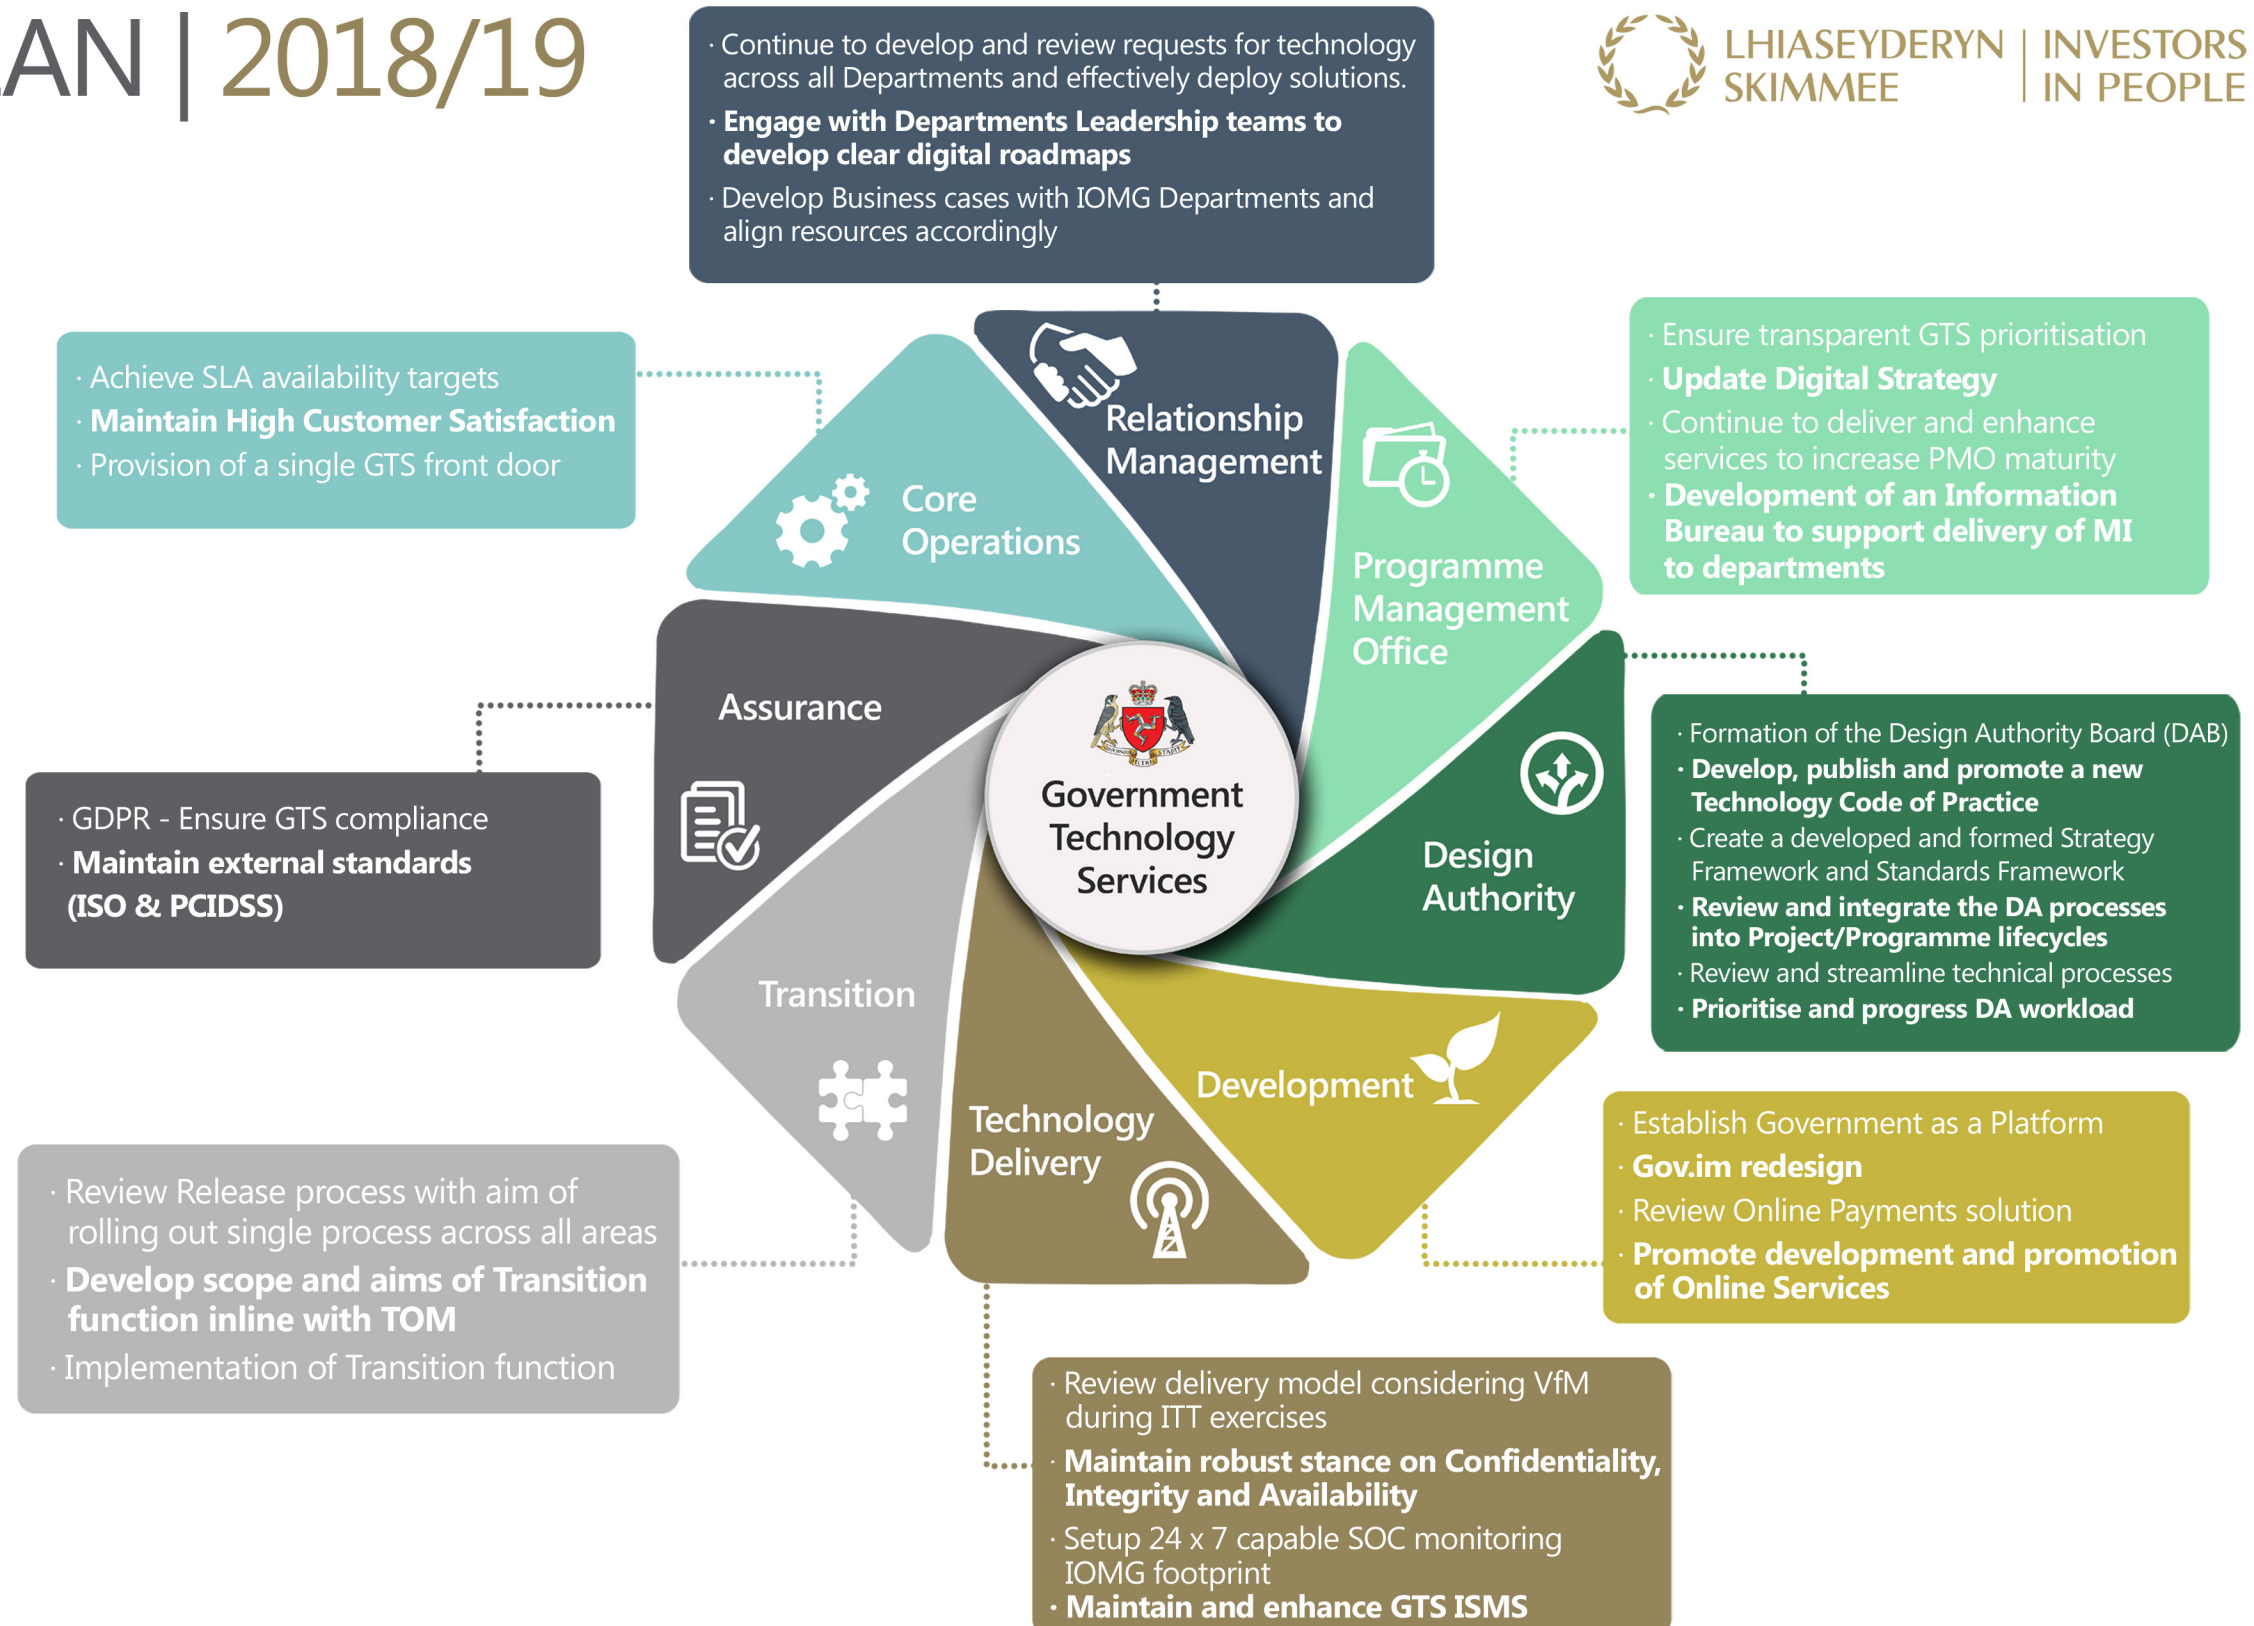 LAN | 2018/19
LHIASEYDERYN
SKIMMEE
INVESTORS
IN PEOPLE
· Continue to develop and review requests for technology
across all Departments and effectively deploy solutions.
· Engage with Departments Leadership teams to
develop clear digital roadmaps
· Develop Business cases with IOMG Departments and
align resources accordingly
· Achieve SLA availability targets
· Maintain High Customer Satisfaction
· Provision of a single GTS front door
· Ensure transparent GTS prioritisation
· Update Digital Strategy
· Continue to deliver and enhance
services to increase PMO maturity
· Development of an Information
Bureau to support delivery of MI
to departments
Relationship
Management
Core
Operations
Programme
Management
Office
Assurance
Government
Technology
Services
Design
Authority
Transition
Development
Technology
Delivery
· GDPR - Ensure GTS compliance
· Maintain external standards
(ISO & PCIDSS)
· Formation of the Design Authority Board (DAB)
· Develop, publish and promote a new
Technology Code of Practice
· Create a developed and formed Strategy
Framework and Standards Framework
· Review and integrate the DA processes
into Project/Programme lifecycles
· Review and streamline technical processes
· Prioritise and progress DA workload
· Review Release process with aim of
rolling out single process across all areas
· Develop scope and aims of Transition
function inline with TOM
· Implementation of Transition function
· Establish Government as a Platform
· Gov.im redesign
· Review Online Payments solution
· Promote development and promotion
of Online Services
· Review delivery model considering VfM
during ITT exercises
· Maintain robust stance on Confidentiality,
Integrity and Availability
· Setup 24 x 7 capable SOC monitoring
IOMG footprint
· Maintain and enhance GTS ISMS